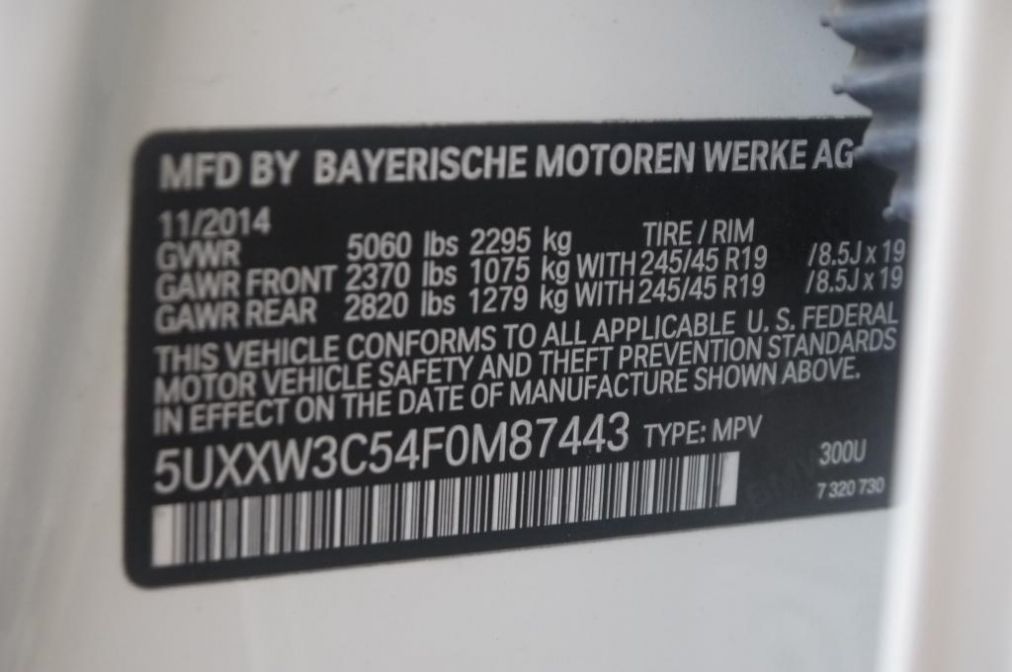 MFD BY BAYERISCHE MOTOREN WERKE AG
11/2014
GVWR 5060 lbs 2295 kg TIRE / RIM
GAWR FRONT 2370 lbs 1075 kg WITH 245/45 R19 /8.5J x 19
GAWR REAR 2820 lbs 1279 kg WITH 245/45 R19 /8.5J x 19
THIS VEHICLE CONFORMS TO ALL APPLICABLE U. S. FEDERAL
MOTOR VEHICLE SAFETY AND THEFT PREVENTION STANDARDS
IN EFFECT ON THE DATE OF MANUFACTURE SHOWN ABOVE.
5UXXW3C54F0M87443 TYPE: MPV
300U
7 320 730